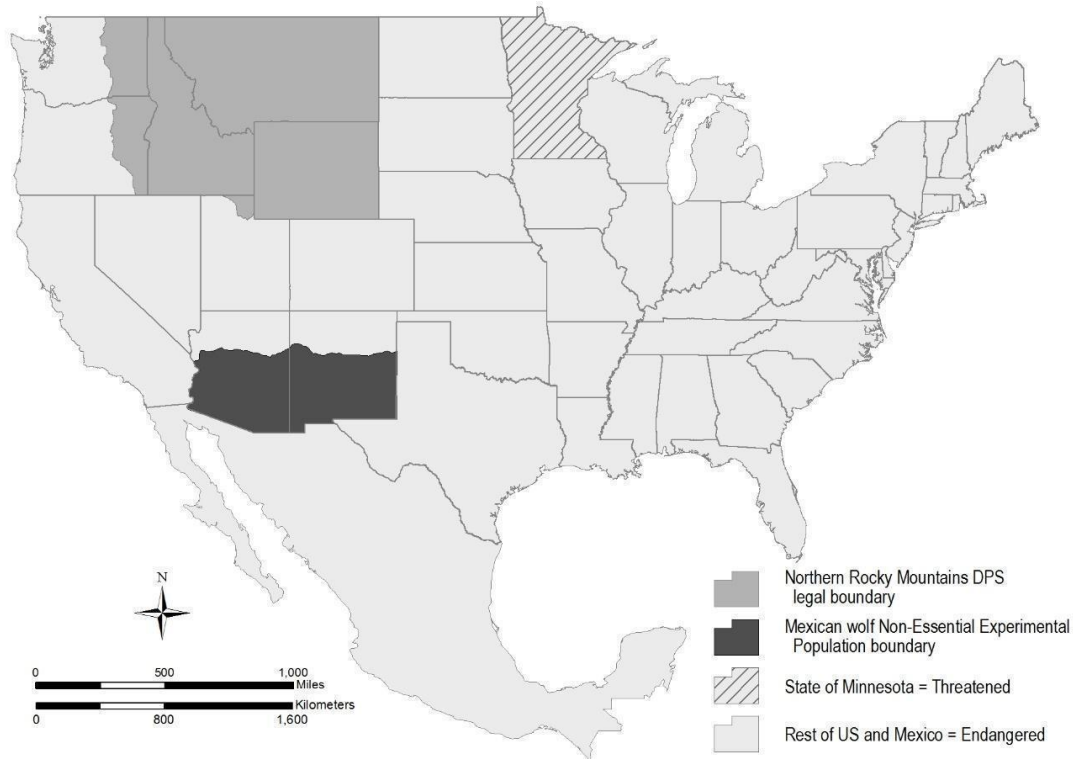 Northern Rocky Mountains DPS
legal boundary
Mexican wolf Non-Essential Experimental
Population boundary
State of Minnesota = Threatened
Rest of US and Mexico = Endangered
N
0 500 1,000
Miles
Kilometers
0 800 1,600